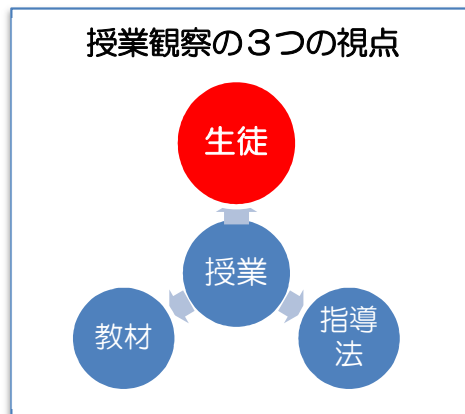 授業観察の３つの視点
生徒
授業
教材
指導
法